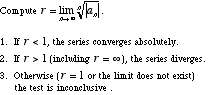 Compute r = lim n→∞ ⁿ√|aₙ|.
1. If r < 1, the series converges absolutely.
2. If r > 1 (including r = ∞), the series diverges.
3. Otherwise (r = 1 or the limit does not exist)
the test is inconclusive .